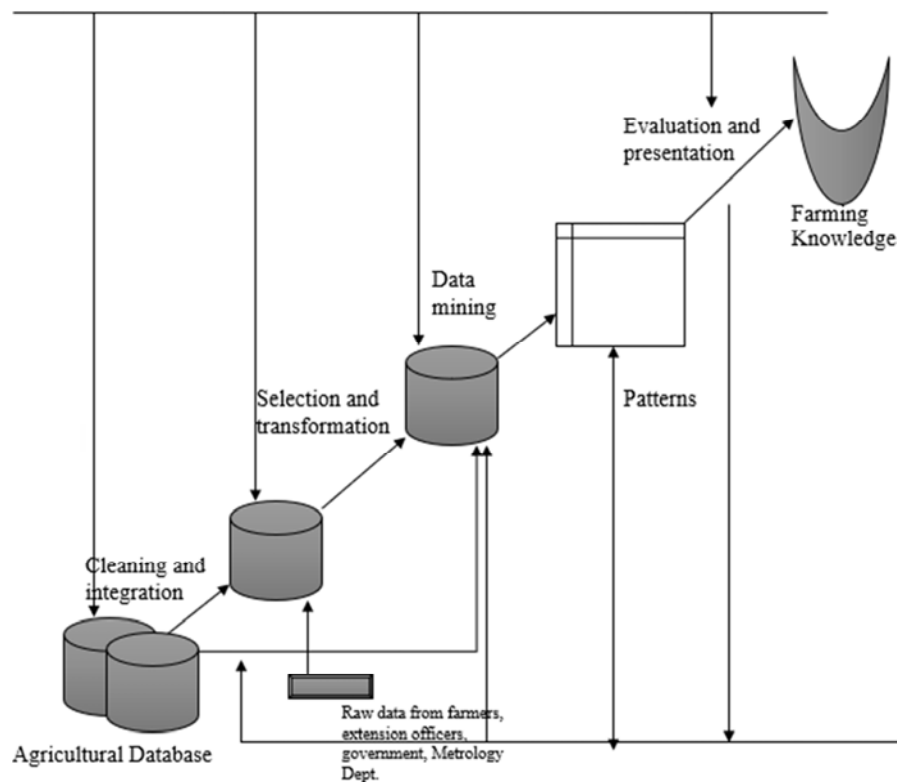 Evaluation and
presentation
Farming
Knowledge
Data
mining
Selection and
transformation
Patterns
Cleaning and
integration
Raw data from farmers,
extension officers,
government, Metrology
Dept.
Agricultural Database